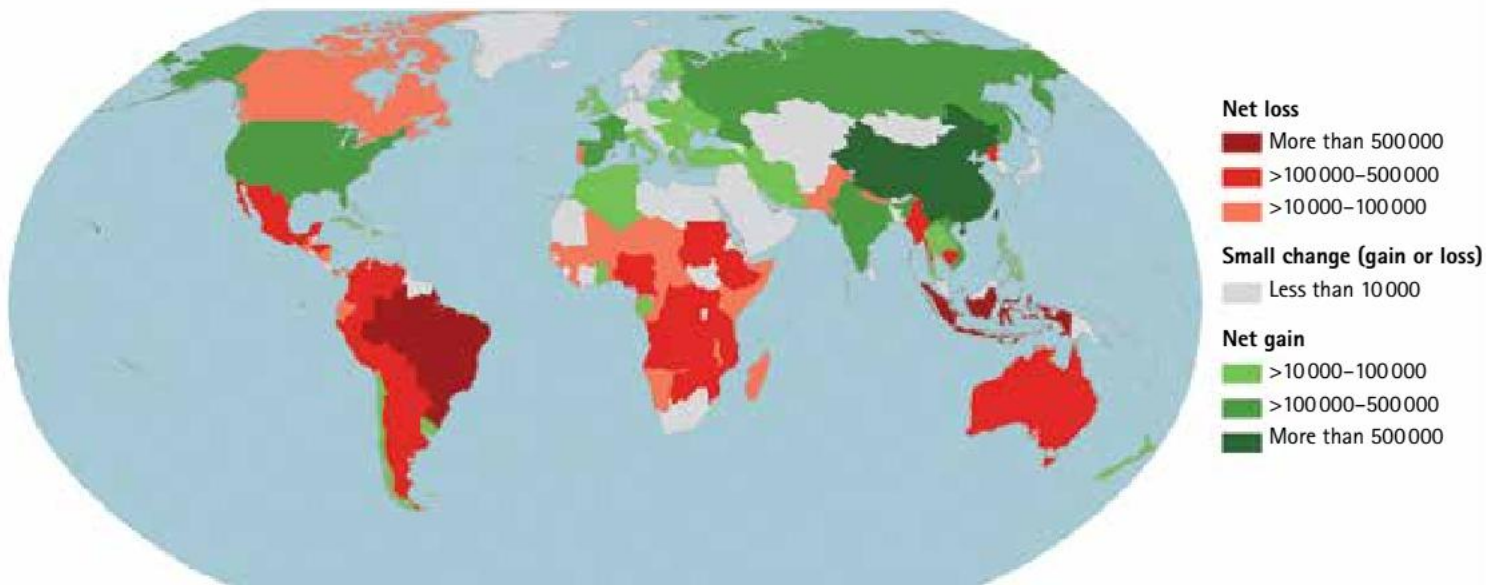 Net loss
More than 500 000
>100 000–500 000
>10 000–100 000
Small change (gain or loss)
Less than 10 000
Net gain
>10 000–100 000
>100 000–500 000
More than 500 000